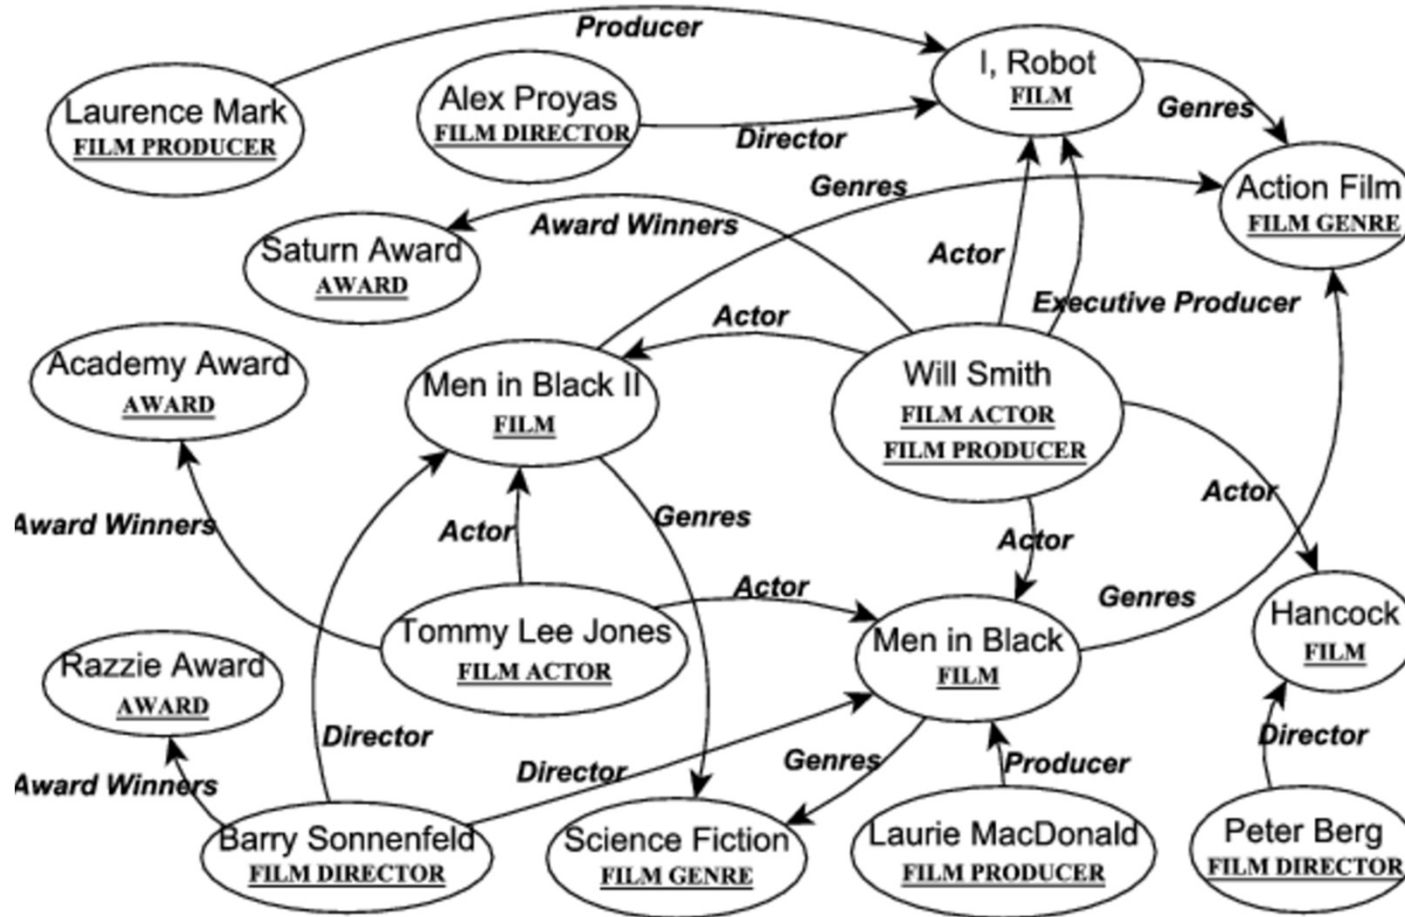 Producer
I, Robot
FILM
Laurence Mark
FILM PRODUCER
Alex Proyas
FILM DIRECTOR
Director
Genres
Genres
Action Film
FILM GENRE
Saturn Award
AWARD
Award Winners
Actor
Executive Producer
Actor
Academy Award
AWARD
Men in Black II
FILM
Will Smith
FILM ACTOR
FILM PRODUCER
Award Winners
Actor
Genres
Actor
Actor
Tommy Lee Jones
FILM ACTOR
Actor
Men in Black
FILM
Genres
Hancock
FILM
Razzie Award
AWARD
Director
Director
Genres
Producer
Director
Award Winners
Barry Sonnenfeld
FILM DIRECTOR
Science Fiction
FILM GENRE
Laurie MacDonald
FILM PRODUCER
Peter Berg
FILM DIRECTOR